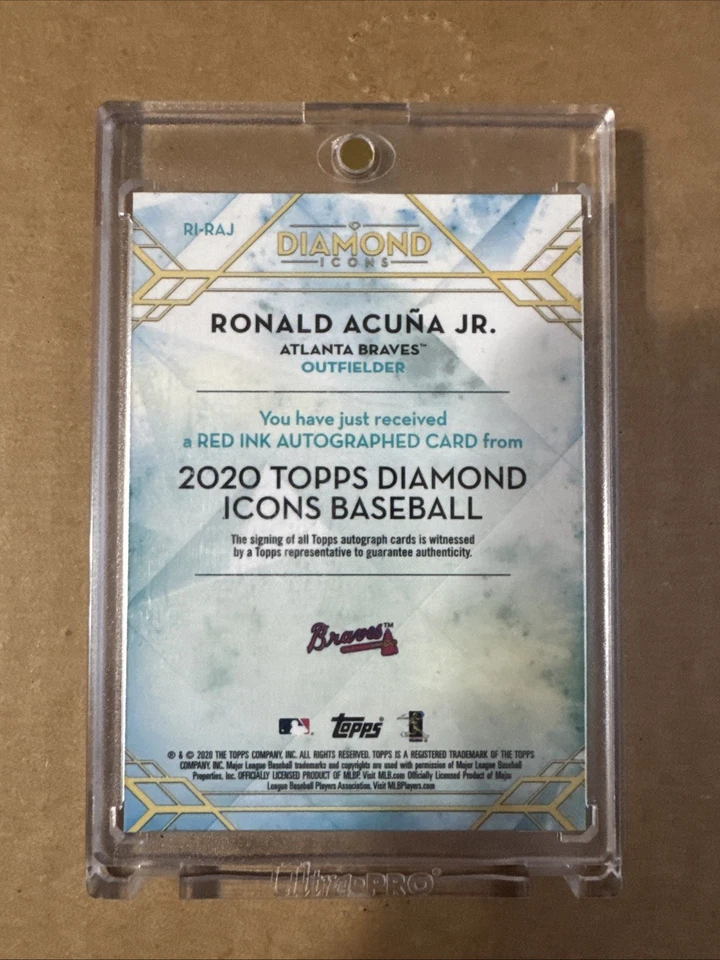 RI-RAJ
DIAMOND
ICONS
RONALD ACUÑA JR.
ATLANTA BRAVES™
OUTFIELDER
You have just received
a RED INK AUTOGRAPHED CARD from
2020 TOPPS DIAMOND
ICONS BASEBALL
The signing of all Topps autograph cards is witnessed
by a Topps representative to guarantee authenticity.
Braves™
Topps
® & © 2020 THE TOPPS COMPANY, INC. ALL RIGHTS RESERVED. TOPPS IS A REGISTERED TRADEMARK OF THE TOPPS
COMPANY, INC. Major League Baseball trademarks and copyrights are used with permission of Major League Baseball
Properties, Inc. OFFICIALLY LICENSED PRODUCT OF MLBP. Visit MLB.com Officially Licensed Product of Major
League Baseball Players Association. Visit MLBPlayers.com
Ultra-PRO®